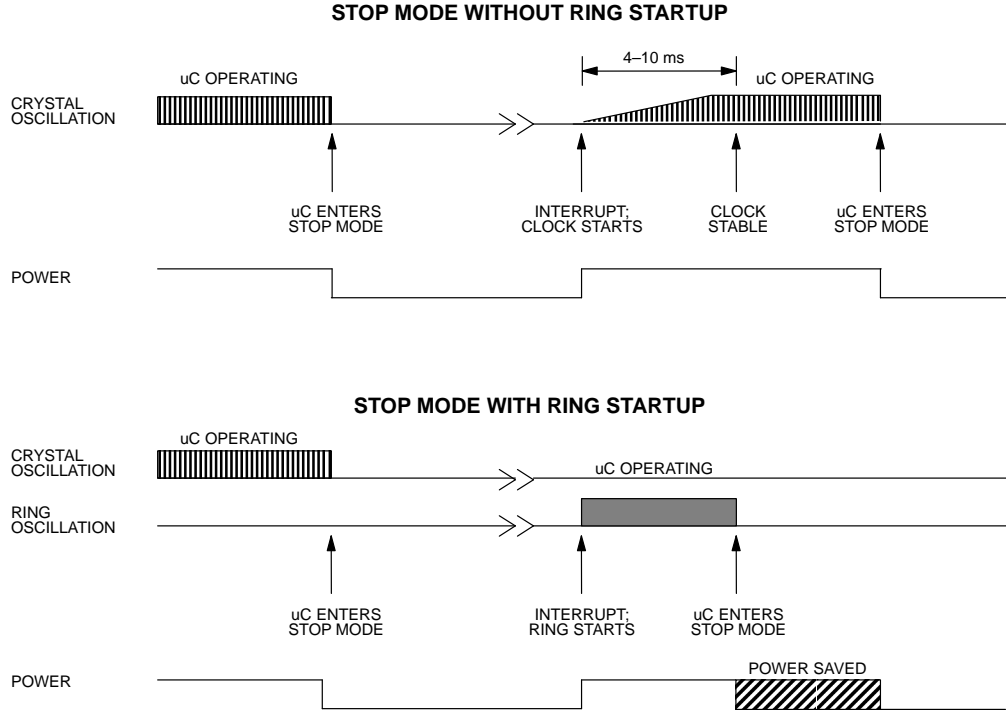 STOP MODE WITHOUT RING STARTUP
4–10 ms
uC OPERATING
uC OPERATING
CRYSTAL
OSCILLATION
uC ENTERS
STOP MODE
INTERRUPT;
CLOCK STARTS
CLOCK
STABLE
uC ENTERS
STOP MODE
POWER
STOP MODE WITH RING STARTUP
uC OPERATING
CRYSTAL
OSCILLATION
uC OPERATING
RING
OSCILLATION
uC ENTERS
STOP MODE
INTERRUPT;
RING STARTS
uC ENTERS
STOP MODE
POWER SAVED
POWER